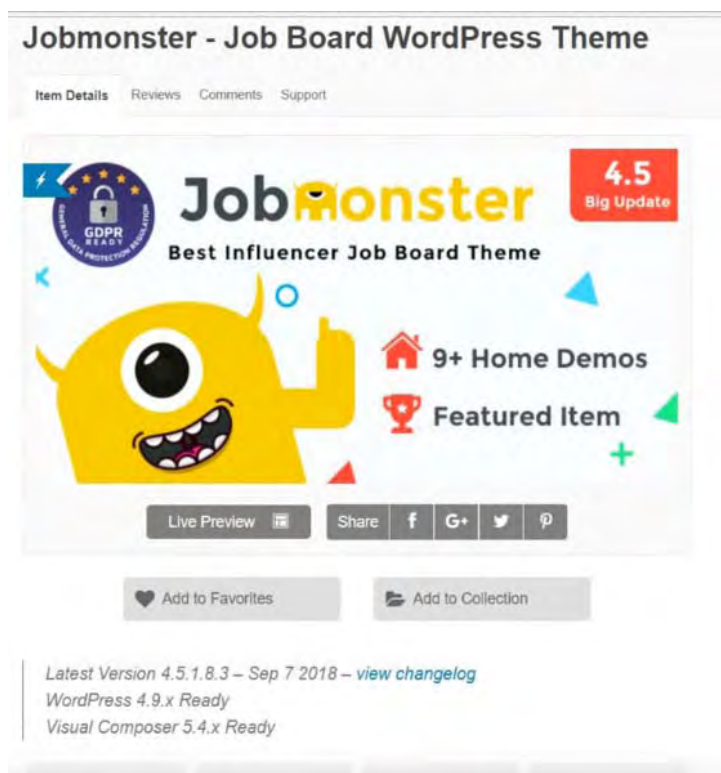 Jobmonster - Job Board WordPress Theme
Item Details Reviews Comments Support
GDPR
READY
GENERAL DATA PROTECTION REGULATION
Jobmonster
4.5
Big Update
Best Influencer Job Board Theme
9+ Home Demos
Featured Item
Live Preview
Share f G+
Add to Favorites Add to Collection
Latest Version 4.5.1.8.3 – Sep 7 2018 – view changelog
WordPress 4.9.x Ready
Visual Composer 5.4.x Ready